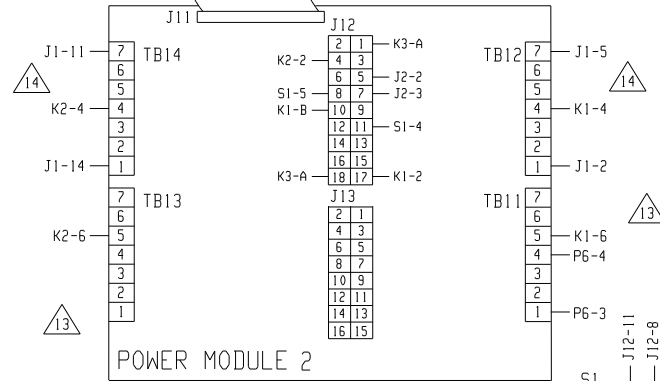 J11
J12
J1-11 7 TB14
6
5
K2-4 4
3
2
J1-14 1
14
2 1 K3-A
K2-2 4 3
6 5 J2-2
S1-5 8 7 J2-3
K1-B 10 9
12 11 S1-4
14 13
16 15
K3-A 18 17 K1-2
TB12 7 J1-5
6
5
4 K1-4
3
2
1 J1-2
14
7 TB13
6
K2-6 5
4
3
2
1
13
J13
2 1
4 3
6 5
8 7
10 9
12 11
14 13
16 15
TB11 7
6
5 K1-6
4 P6-4
3
2
1 P6-3
13
POWER MODULE 2
J12-11
J12-8
S1